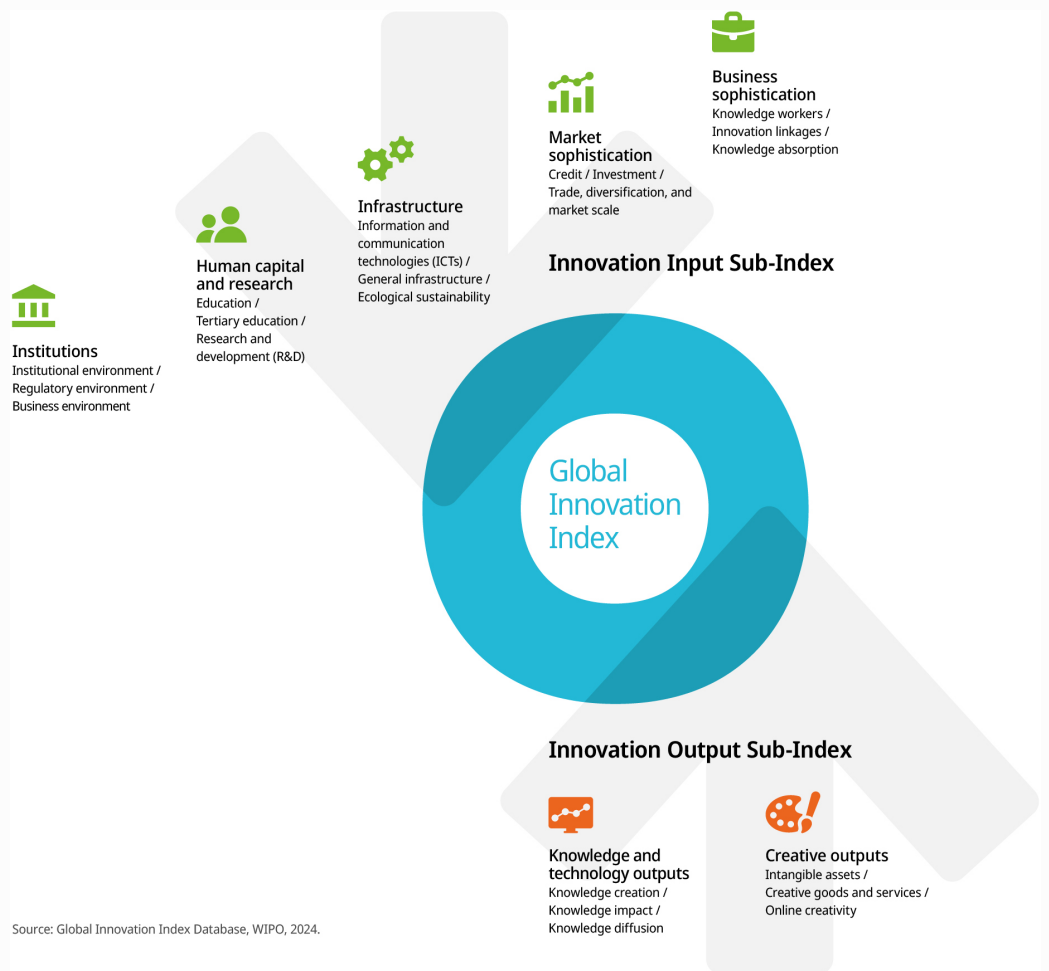 Business
sophistication
Knowledge workers /
Innovation linkages /
Knowledge absorption
Market
sophistication
Credit / Investment /
Trade, diversification, and
market scale
Infrastructure
Information and
communication
technologies (ICTs) /
General infrastructure /
Ecological sustainability
Human capital
and research
Education /
Tertiary education /
Research and
development (R&D)
Institutions
Institutional environment /
Regulatory environment /
Business environment
Innovation Input Sub-Index
Global
Innovation
Index
Innovation Output Sub-Index
Knowledge and
technology outputs
Knowledge creation /
Knowledge impact /
Knowledge diffusion
Creative outputs
Intangible assets /
Creative goods and services /
Online creativity
Source: Global Innovation Index Database, WIPO, 2024.